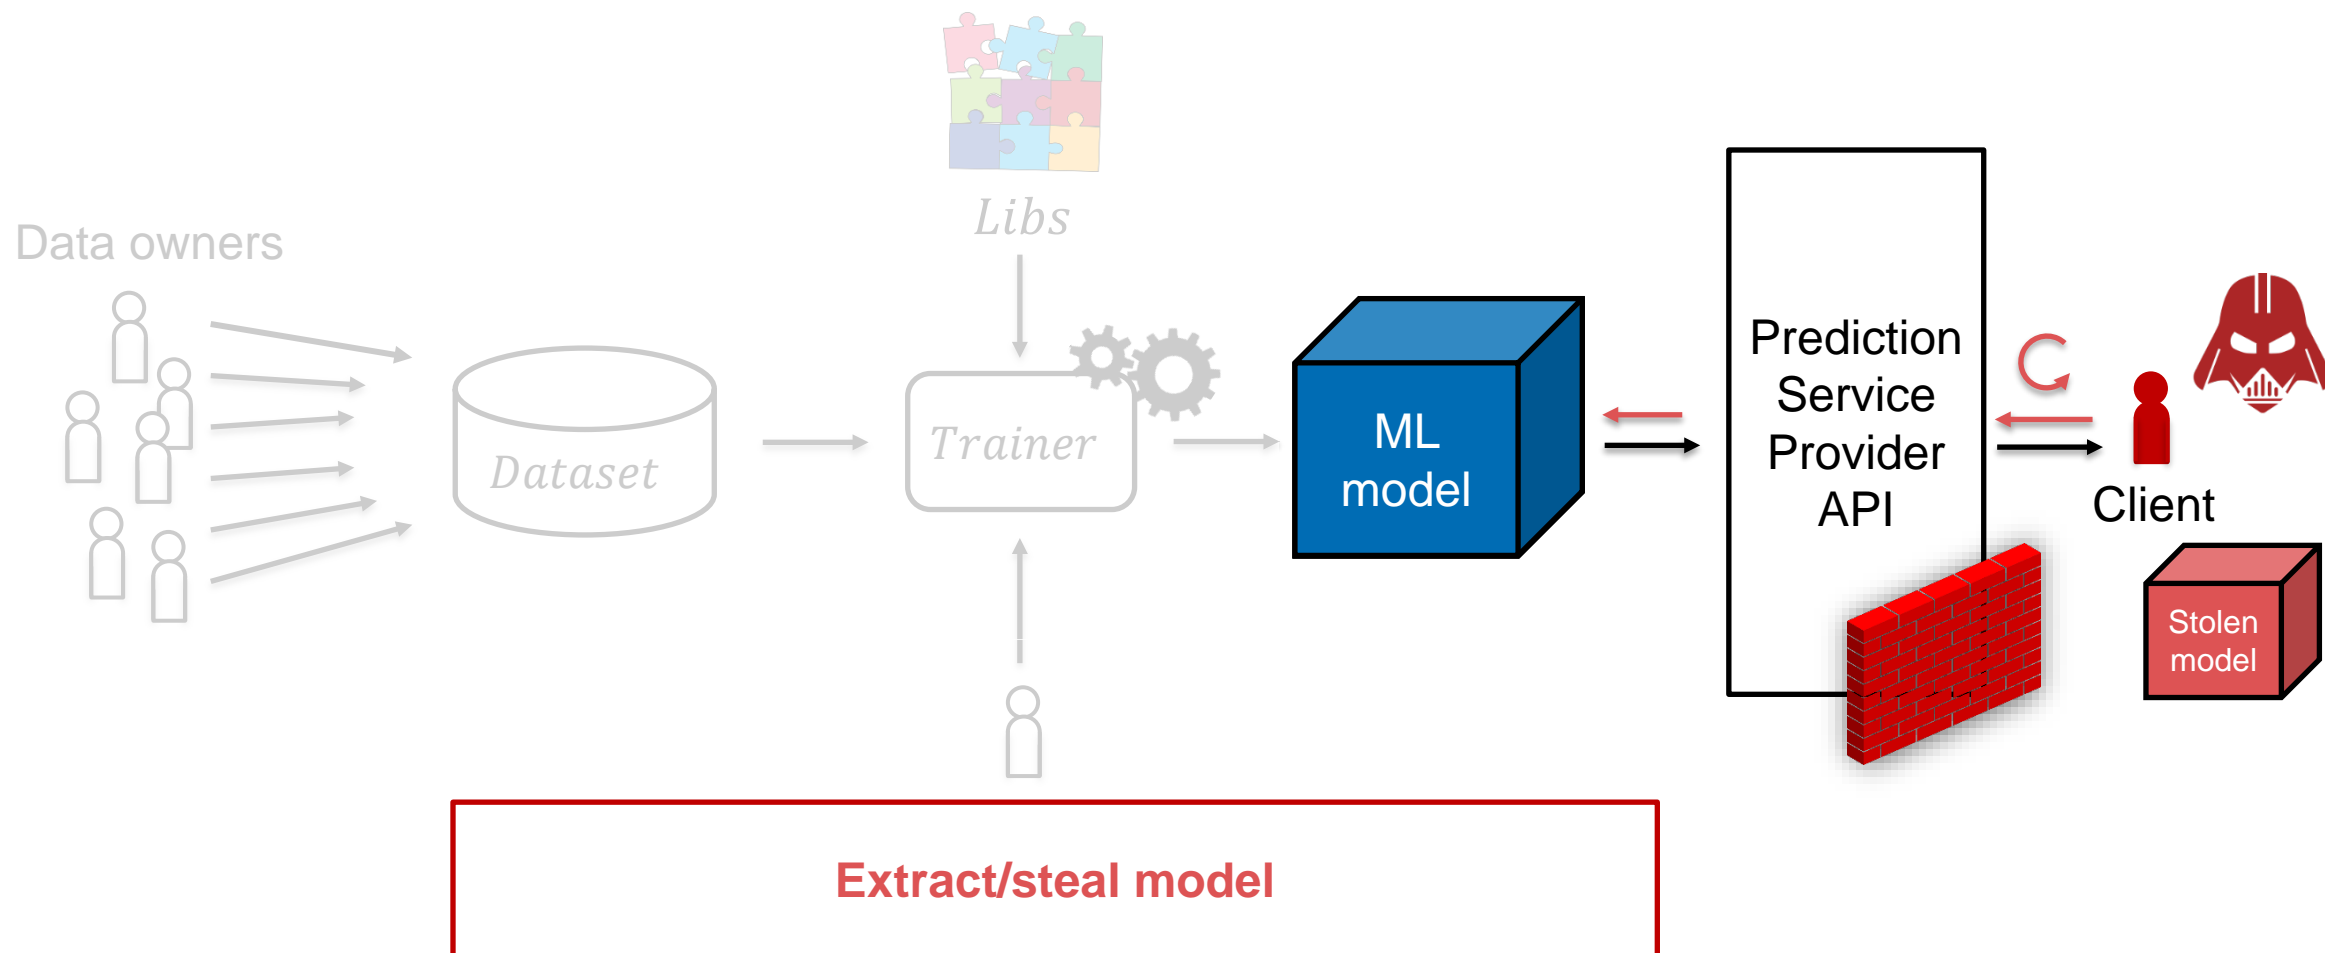 Libs
Data owners
Dataset
Trainer
ML
model
Prediction
Service
Provider
API
Client
Stolen
model
Extract/steal model